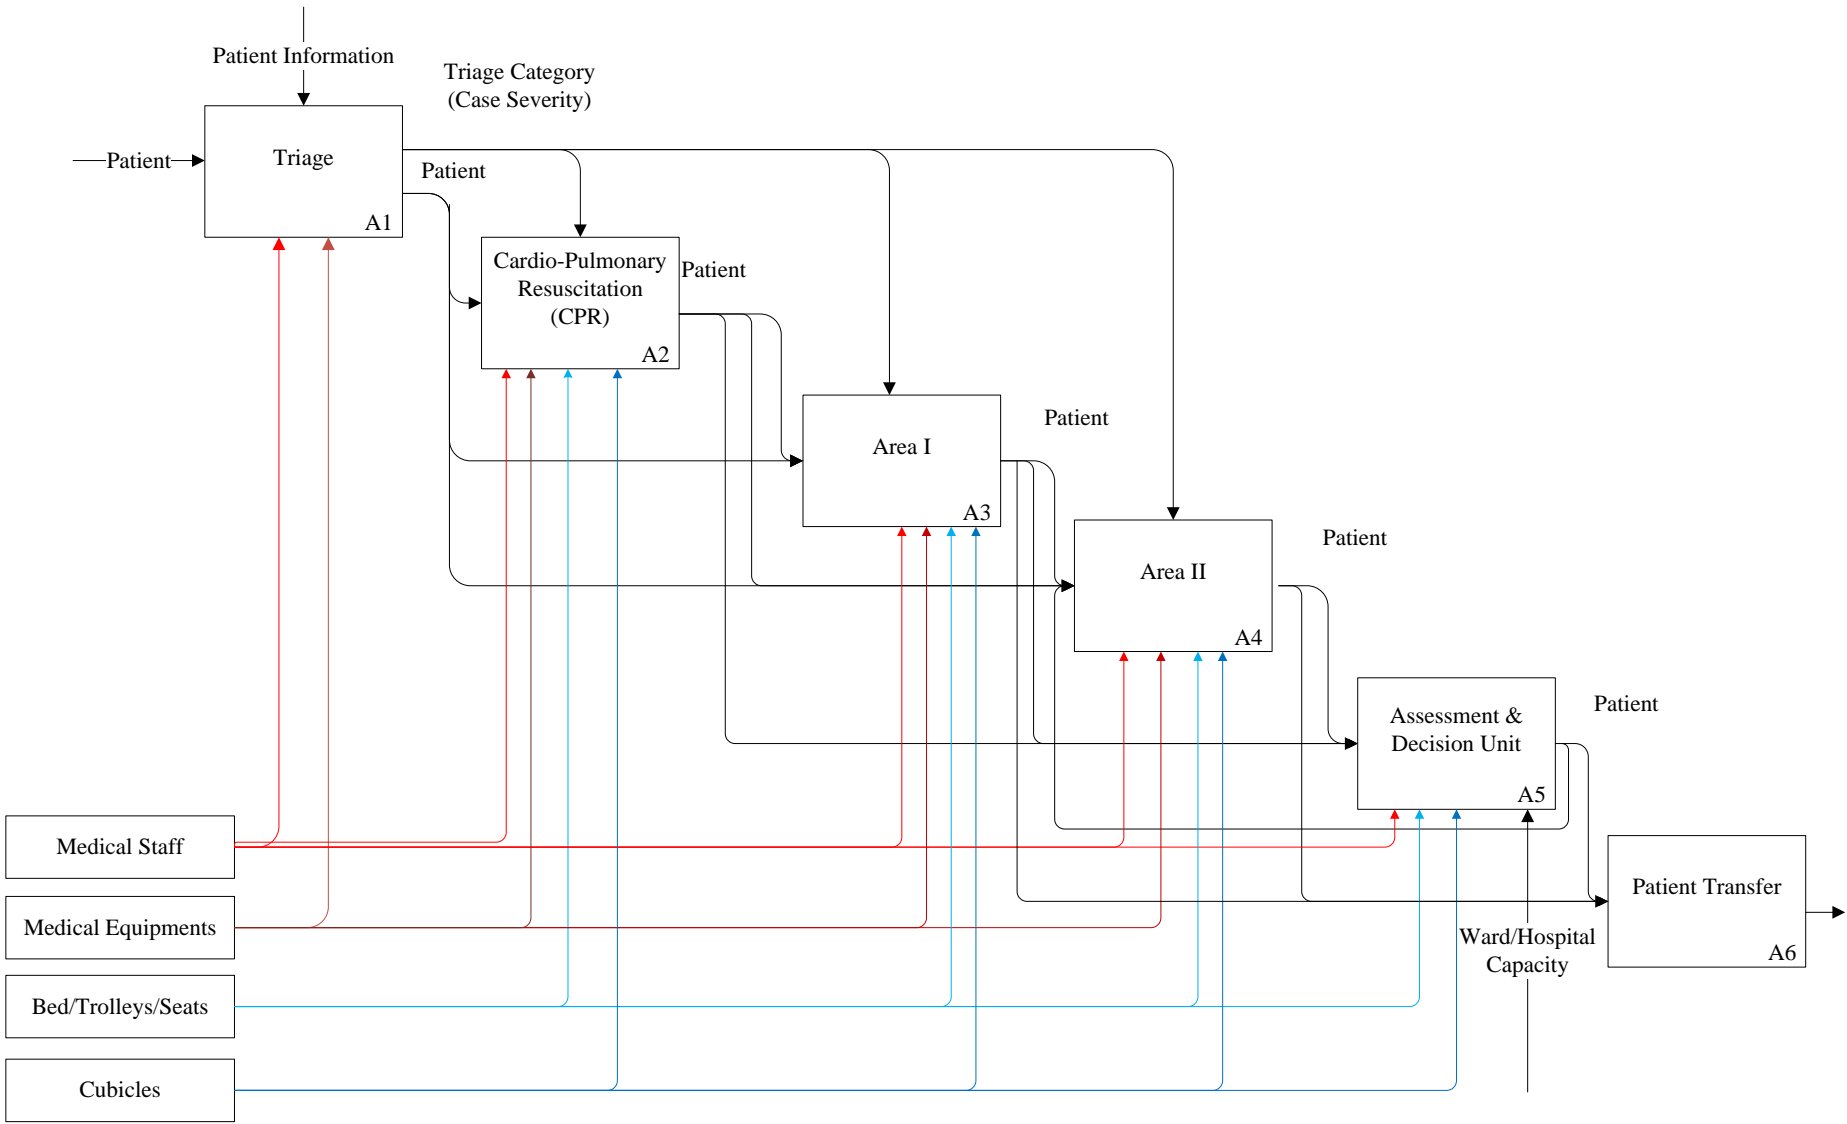 Patient Information
Triage Category
(Case Severity)
Patient
Triage
A1
Patient
Cardio-Pulmonary
Resuscitation
(CPR)
A2
Patient
Area I
A3
Patient
Area II
A4
Patient
Assessment &
Decision Unit
A5
Patient
Medical Staff
Medical Equipments
Bed/Trolleys/Seats
Cubicles
Ward/Hospital
Capacity
Patient Transfer
A6